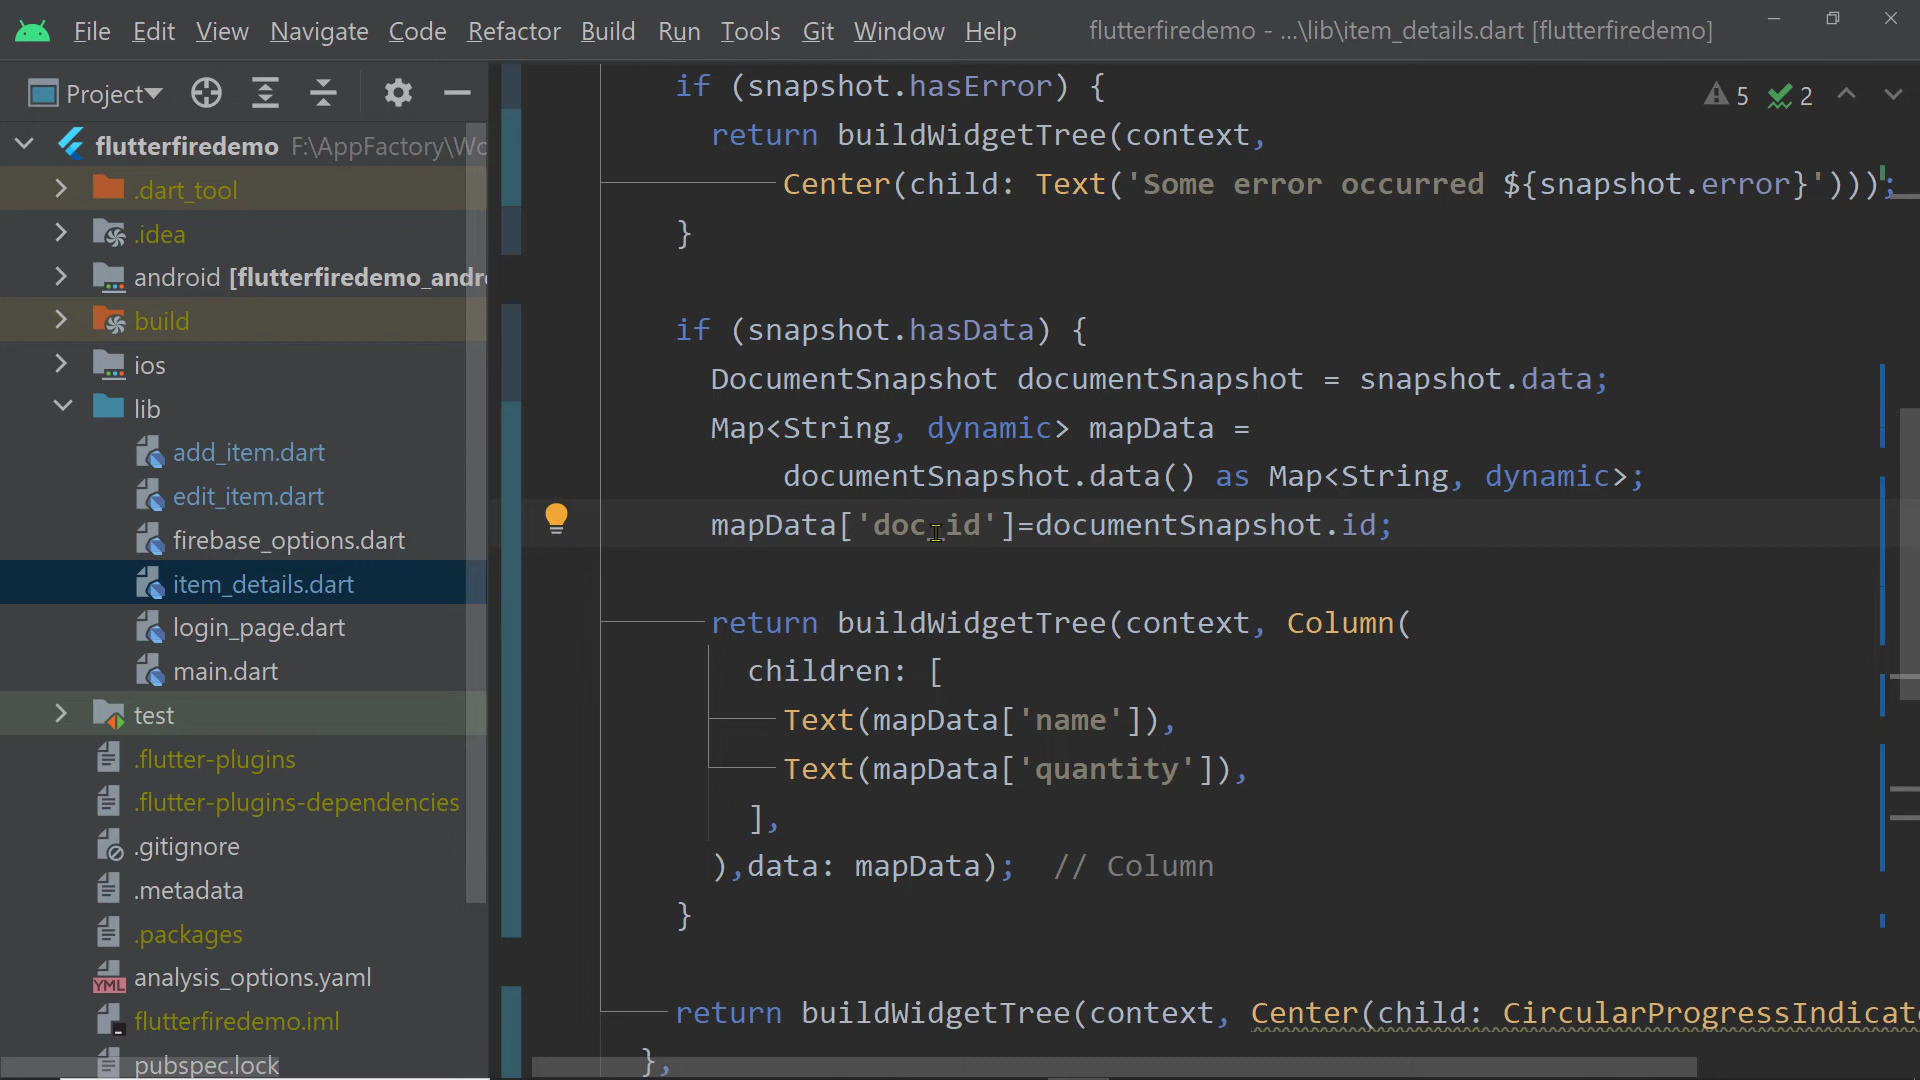 File Edit View Navigate Code Refactor Build Run Tools Git Window Help flutterfiredemo - ...\lib\item_details.dart [flutterfiredemo]
Project
5 2
flutterfiredemo F:\AppFactory\Wo
.dart_tool
.idea
android [flutterfiredemo_andr
build
ios
lib
add_item.dart
edit_item.dart
firebase_options.dart
item_details.dart
login_page.dart
main.dart
test
.flutter-plugins
.flutter-plugins-dependencies
.gitignore
.metadata
.packages
analysis_options.yaml
flutterfiredemo.iml
pubspec.lock
if (snapshot.hasError) {
return buildWidgetTree(context,
Center(child: Text('Some error occurred ${snapshot.error}')));
}
if (snapshot.hasData) {
DocumentSnapshot documentSnapshot = snapshot.data;
Map<String, dynamic> mapData =
documentSnapshot.data() as Map<String, dynamic>;
mapData['doc_id']=documentSnapshot.id;
return buildWidgetTree(context, Column(
children: [
Text(mapData['name']),
Text(mapData['quantity']),
],
),data: mapData); // Column
}
return buildWidgetTree(context, Center(child: CircularProgressIndicat
},